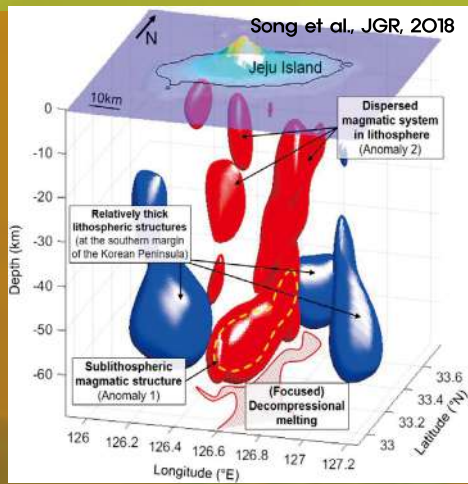 Song et al., JGR, 2018
N
Jeju Island
10km
0
-10
-20
-30
-40
-50
-60
Depth (km)
Dispersed
magmatic system
in lithosphere
(Anomaly 2)
Relatively thick
lithospheric structures
(at the southern margin
of the Korean Peninsula)
Sublithospheric
magmatic structure
(Anomaly 1)
(Focused)
Decompressional
melting
126
126.2
126.4
126.6
126.8
127
127.2
Longitude (°E)
33
33.2
33.4
33.6
Latitude (°N)